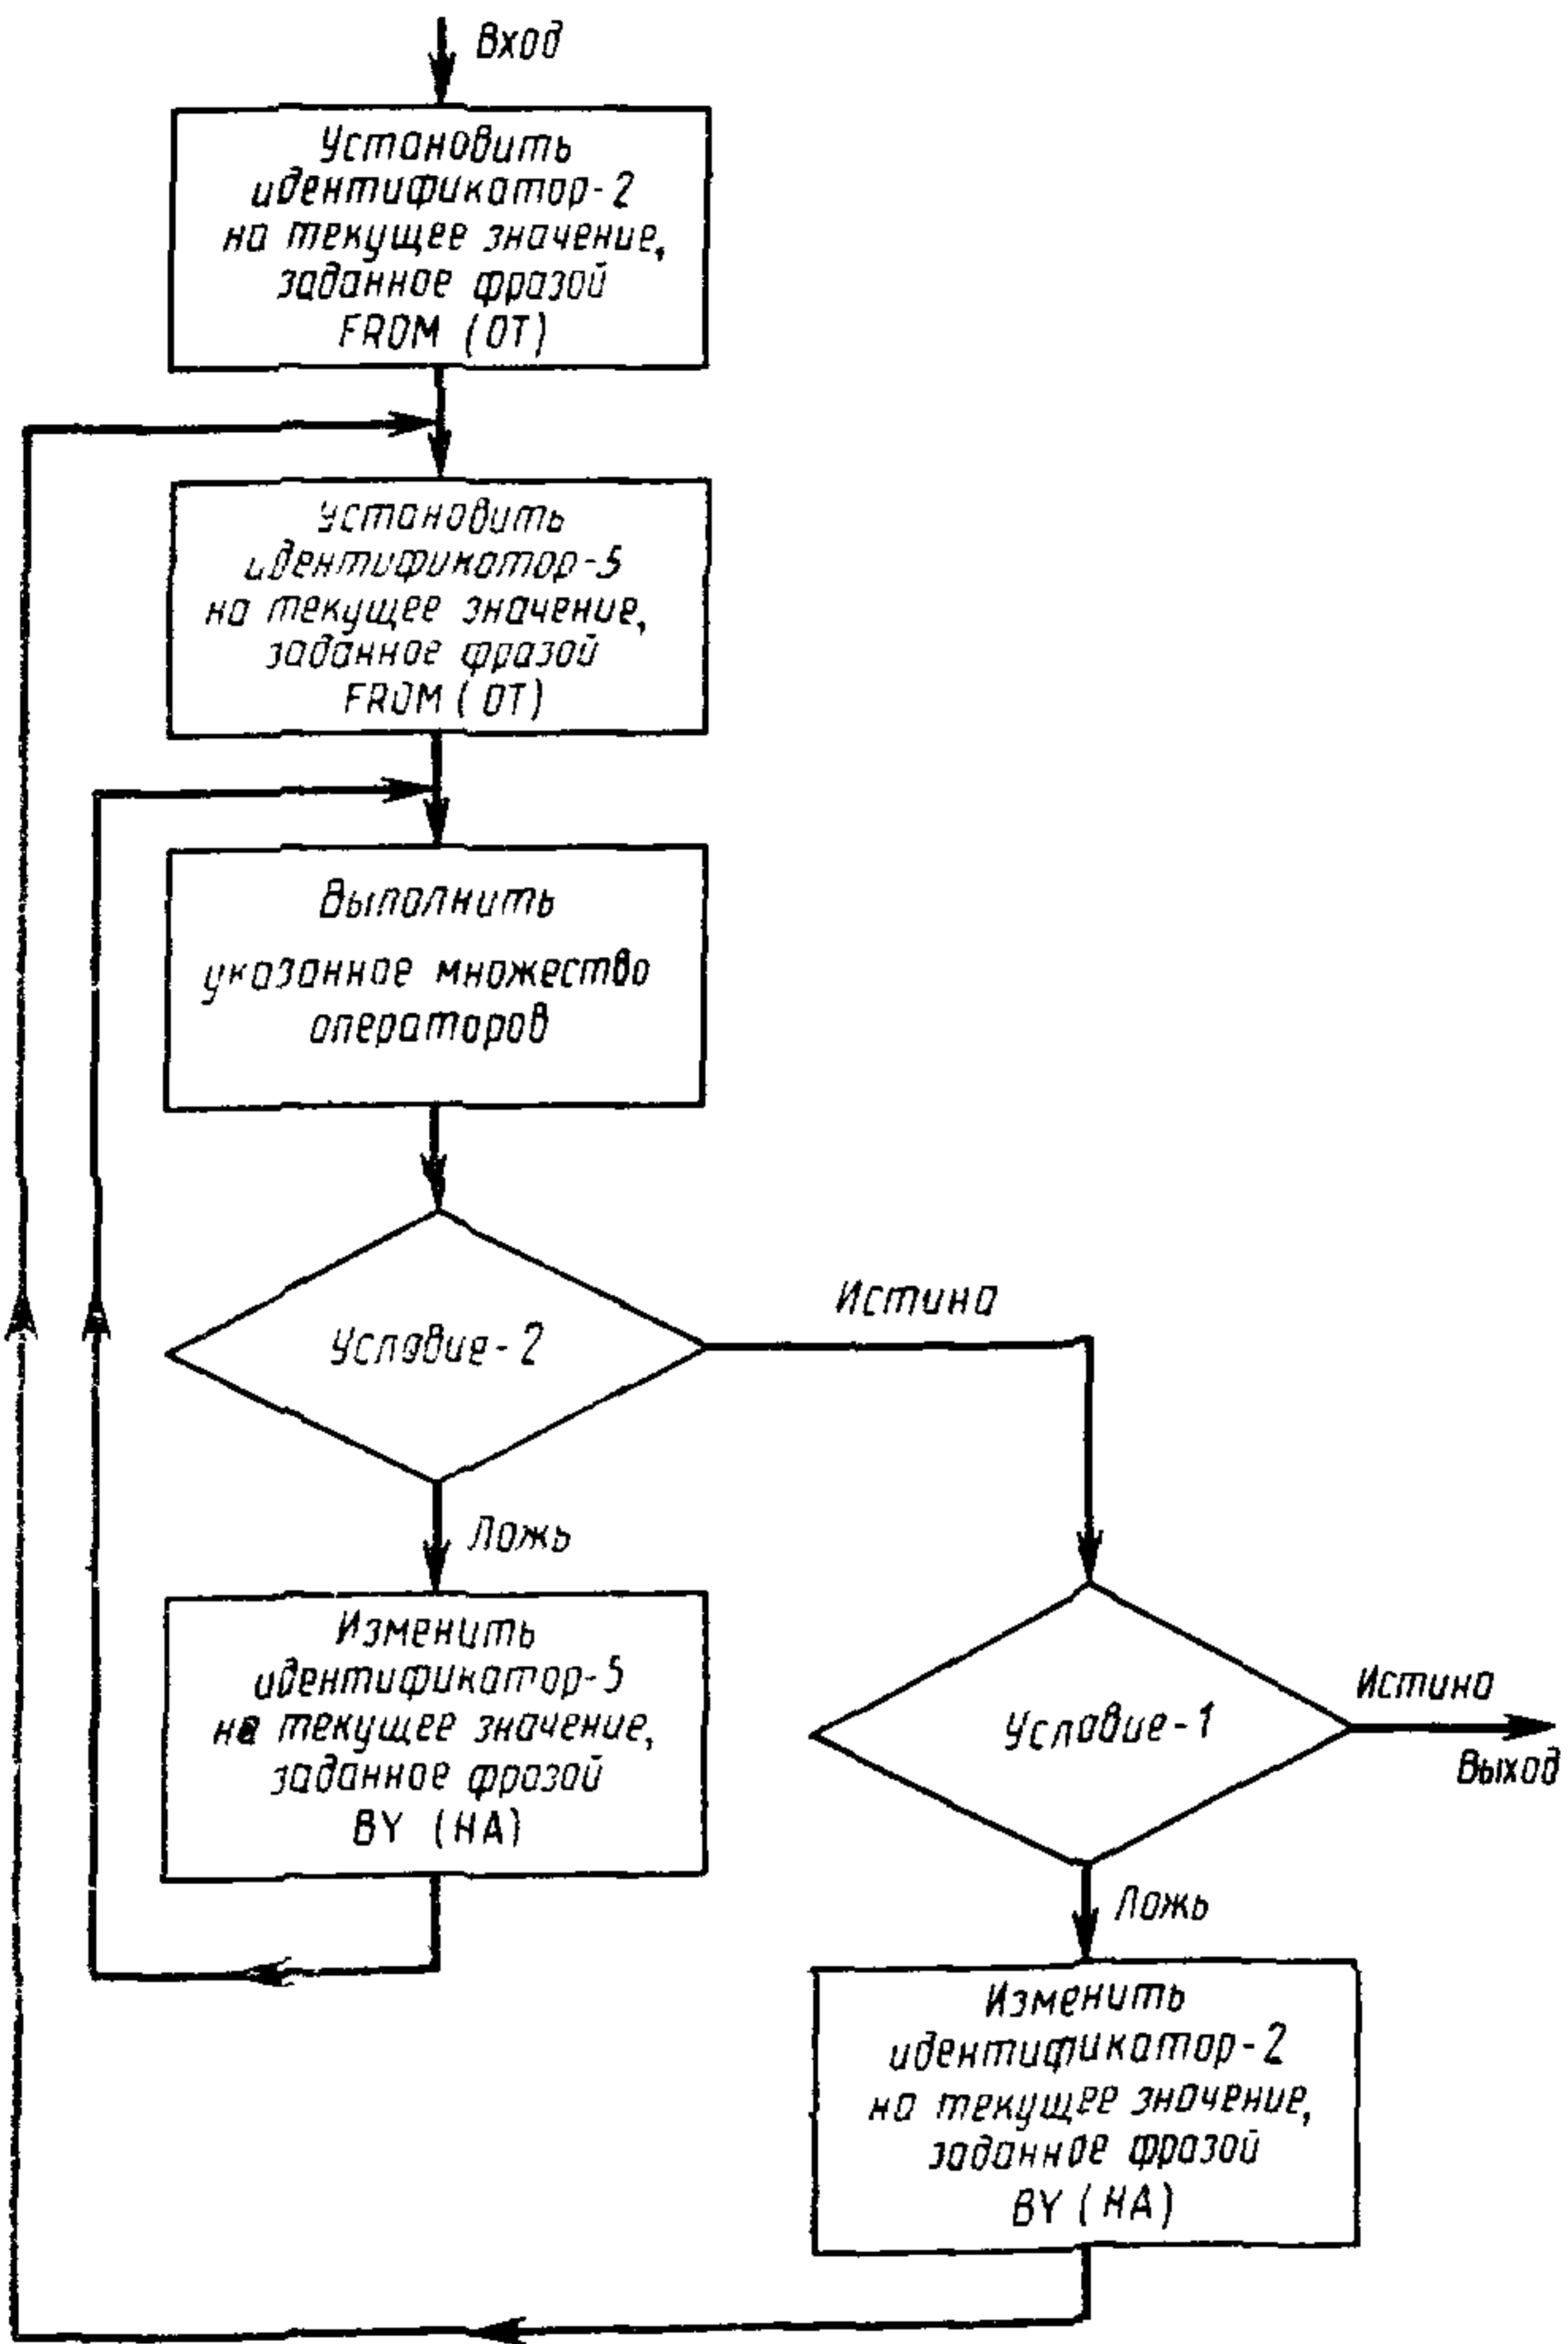 Вход
Установить
идентификатор-2
на текущее значение,
заданное фразой
FROM (ОТ)
Установить
идентификатор-5
на текущее значение,
заданное фразой
FROM (ОТ)
Выполнить
указанное множество
операторов
Условие-2
Истина
Ложь
Изменить
идентификатор-5
на текущее значение,
заданное фразой
BY (НА)
Условие-1
Истина
Выход
Ложь
Изменить
идентификатор-2
на текущее значение,
заданное фразой
BY (НА)